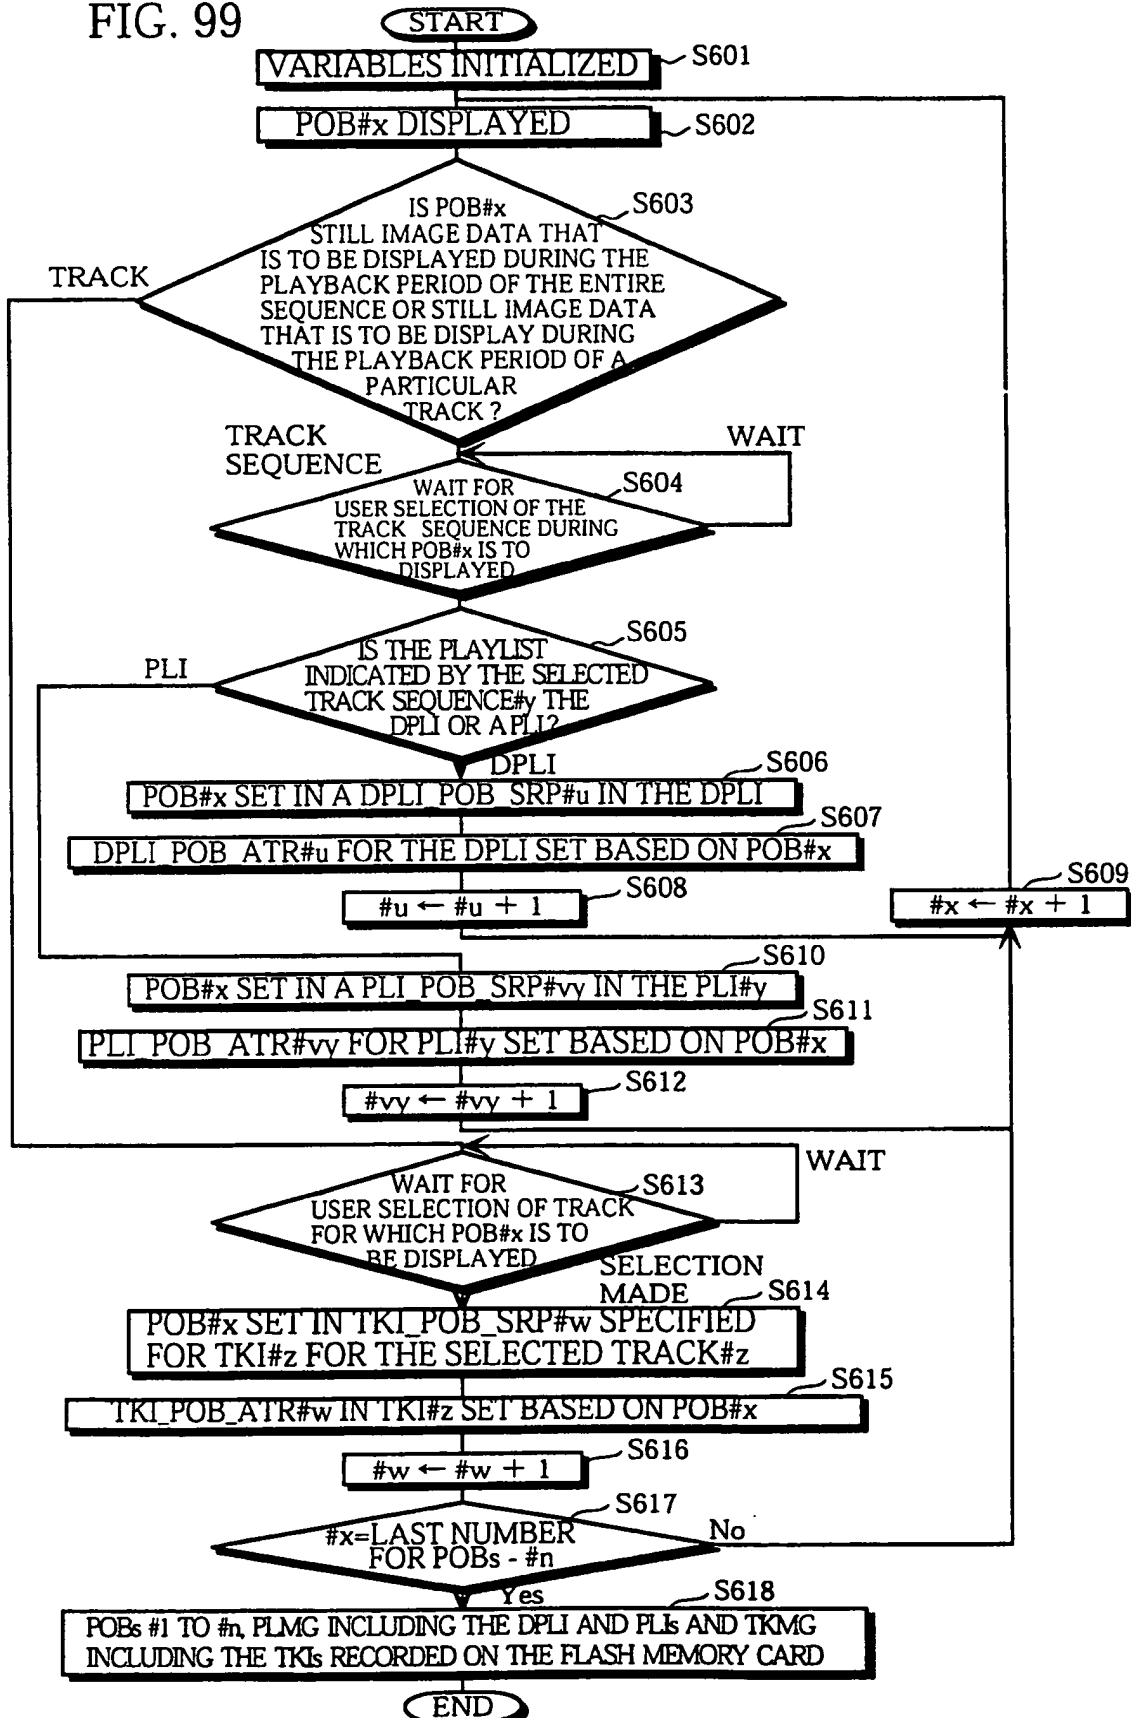 FIG. 99
START
VARIABLES INITIALIZED
S601
POB#x DISPLAYED
S602
S603
IS POB#x
STILL IMAGE DATA THAT
IS TO BE DISPLAYED DURING THE
PLAYBACK PERIOD OF THE ENTIRE
SEQUENCE OR STILL IMAGE DATA
THAT IS TO BE DISPLAY DURING
THE PLAYBACK PERIOD OF A
PARTICULAR
TRACK ?
TRACK
TRACK
SEQUENCE
WAIT
S604
WAIT FOR
USER SELECTION OF THE
TRACK SEQUENCE DURING
WHICH POB#x IS TO
DISPLAYED
S605
IS THE PLAYLIST
INDICATED BY THE SELECTED
TRACK SEQUENCE#y THE
DPLI OR A PLI?
PLI
DPLI
S606
POB#x SET IN A DPLI_POB_SRP#u IN THE DPLI
S607
DPLI_POB_ATR#u FOR THE DPLI SET BASED ON POB#x
S608
#u ← #u + 1
S609
#x ← #x + 1
S610
POB#x SET IN A PLI_POB_SRP#vy IN THE PLI#y
S611
PLI_POB_ATR#vy FOR PLI#y SET BASED ON POB#x
S612
#vy ← #vy + 1
WAIT
S613
WAIT FOR
USER SELECTION OF TRACK
FOR WHICH POB#x IS TO
BE DISPLAYED
SELECTION
MADE
S614
POB#x SET IN TKI_POB_SRP#w SPECIFIED
FOR TKI#z FOR THE SELECTED TRACK#z
S615
TKI_POB_ATR#w IN TKI#z SET BASED ON POB#x
S616
#w ← #w + 1
S617
#x=LAST NUMBER
FOR POBs - #n
No
Yes
S618
POBs #1 TO #n, PLMG INCLUDING THE DPLI AND PLIs AND TKMG
INCLUDING THE TKIs RECORDED ON THE FLASH MEMORY CARD
END